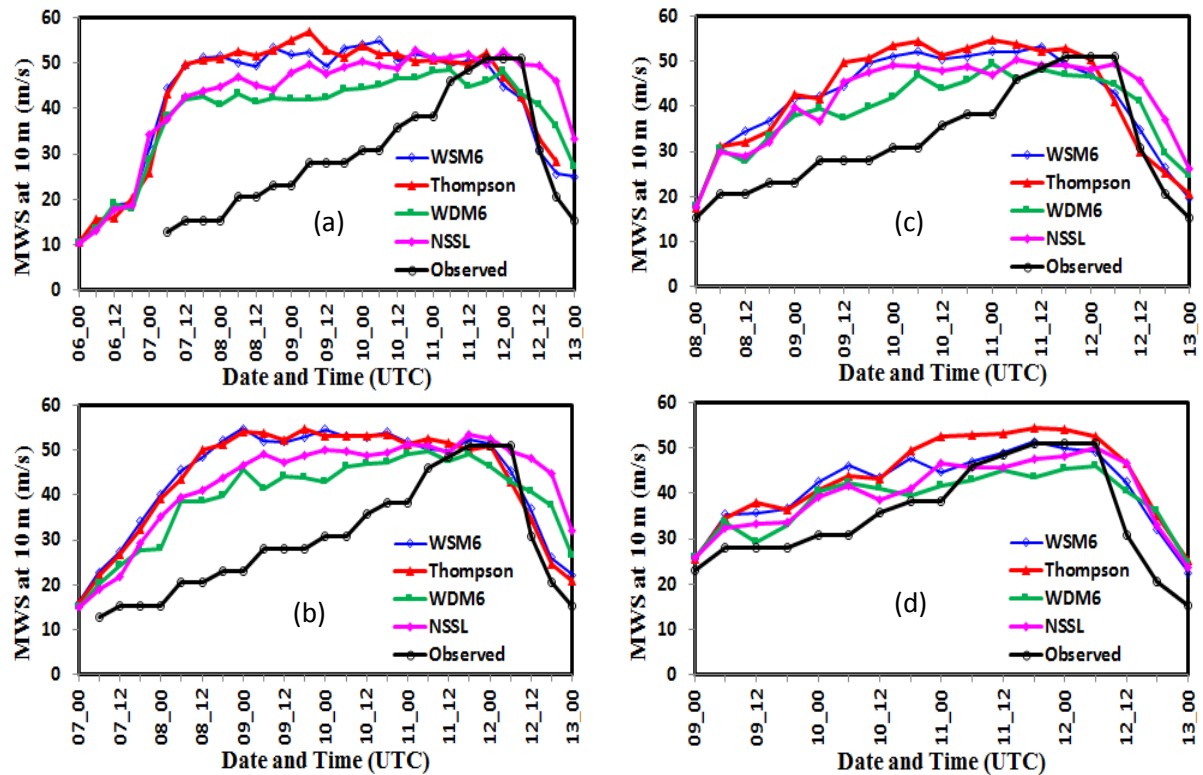 MWS at 10 m (m/s)
60
50
40
30
20
10
0
WSM6
Thompson
WDM6
NSSL
Observed
(a)
06_00
06_12
07_00
07_12
08_00
08_12
09_00
09_12
10_00
10_12
11_00
11_12
12_00
12_12
13_00
Date and Time (UTC)
MWS at 10 m (m/s)
60
50
40
30
20
10
0
WSM6
Thompson
WDM6
NSSL
Observed
(c)
08_00
08_12
09_00
09_12
10_00
10_12
11_00
11_12
12_00
12_12
13_00
Date and Time (UTC)
MWS at 10 m (m/s)
60
50
40
30
20
10
0
WSM6
Thompson
WDM6
NSSL
Observed
(b)
07_00
07_12
08_00
08_12
09_00
09_12
10_00
10_12
11_00
11_12
12_00
12_12
13_00
Date and Time (UTC)
MWS at 10 m (m/s)
60
50
40
30
20
10
0
WSM6
Thompson
WDM6
NSSL
Observed
(d)
09_00
09_12
10_00
10_12
11_00
11_12
12_00
12_12
13_00
Date and Time (UTC)